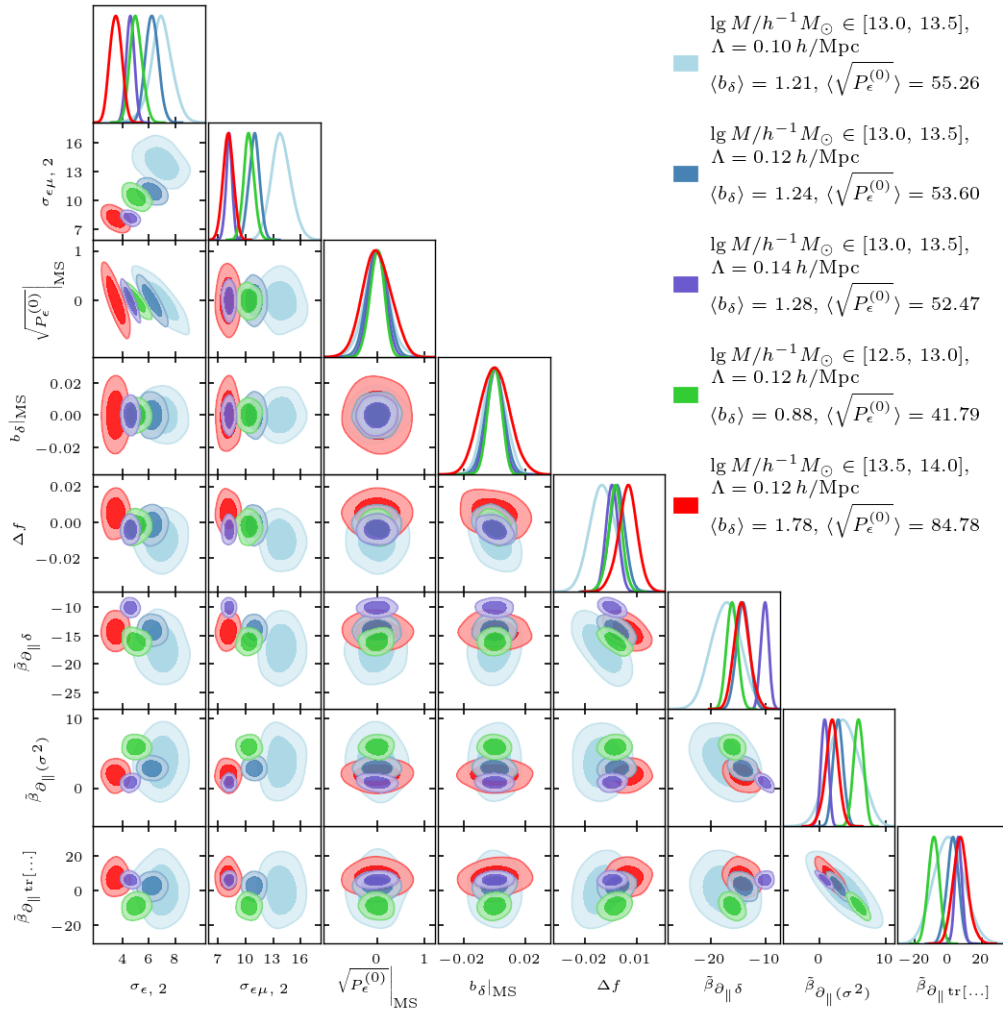 lg M/h⁻¹M⊙ ∈ [13.0, 13.5],
Λ = 0.10 h/Mpc
⟨b_δ⟩ = 1.21, ⟨√P_ϵ^(0)⟩ = 55.26
lg M/h⁻¹M⊙ ∈ [13.0, 13.5],
Λ = 0.12 h/Mpc
⟨b_δ⟩ = 1.24, ⟨√P_ϵ^(0)⟩ = 53.60
lg M/h⁻¹M⊙ ∈ [13.0, 13.5],
Λ = 0.14 h/Mpc
⟨b_δ⟩ = 1.28, ⟨√P_ϵ^(0)⟩ = 52.47
lg M/h⁻¹M⊙ ∈ [12.5, 13.0],
Λ = 0.12 h/Mpc
⟨b_δ⟩ = 0.88, ⟨√P_ϵ^(0)⟩ = 41.79
lg M/h⁻¹M⊙ ∈ [13.5, 14.0],
Λ = 0.12 h/Mpc
⟨b_δ⟩ = 1.78, ⟨√P_ϵ^(0)⟩ = 84.78
σ_ϵμ, 2
16
13
10
7
√P_ϵ^(0)|_MS
1
0
b_δ|_MS
0.02
0.00
−0.02
Δf
0.02
0.00
−0.02
β̃_∂∥δ
−10
−15
−20
−25
β̃_∂∥(σ²)
10
0
β̃_∂∥tr[...]
20
0
−20
4 6 8
7 10 13 16
0 1
−0.02 0.02
−0.02 0.02
−20 −10
0 10
−20 0 20
σ_ϵ, 2
σ_ϵμ, 2
√P_ϵ^(0)|_MS
b_δ|_MS
Δf
β̃_∂∥δ
β̃_∂∥(σ²)
β̃_∂∥tr[...]